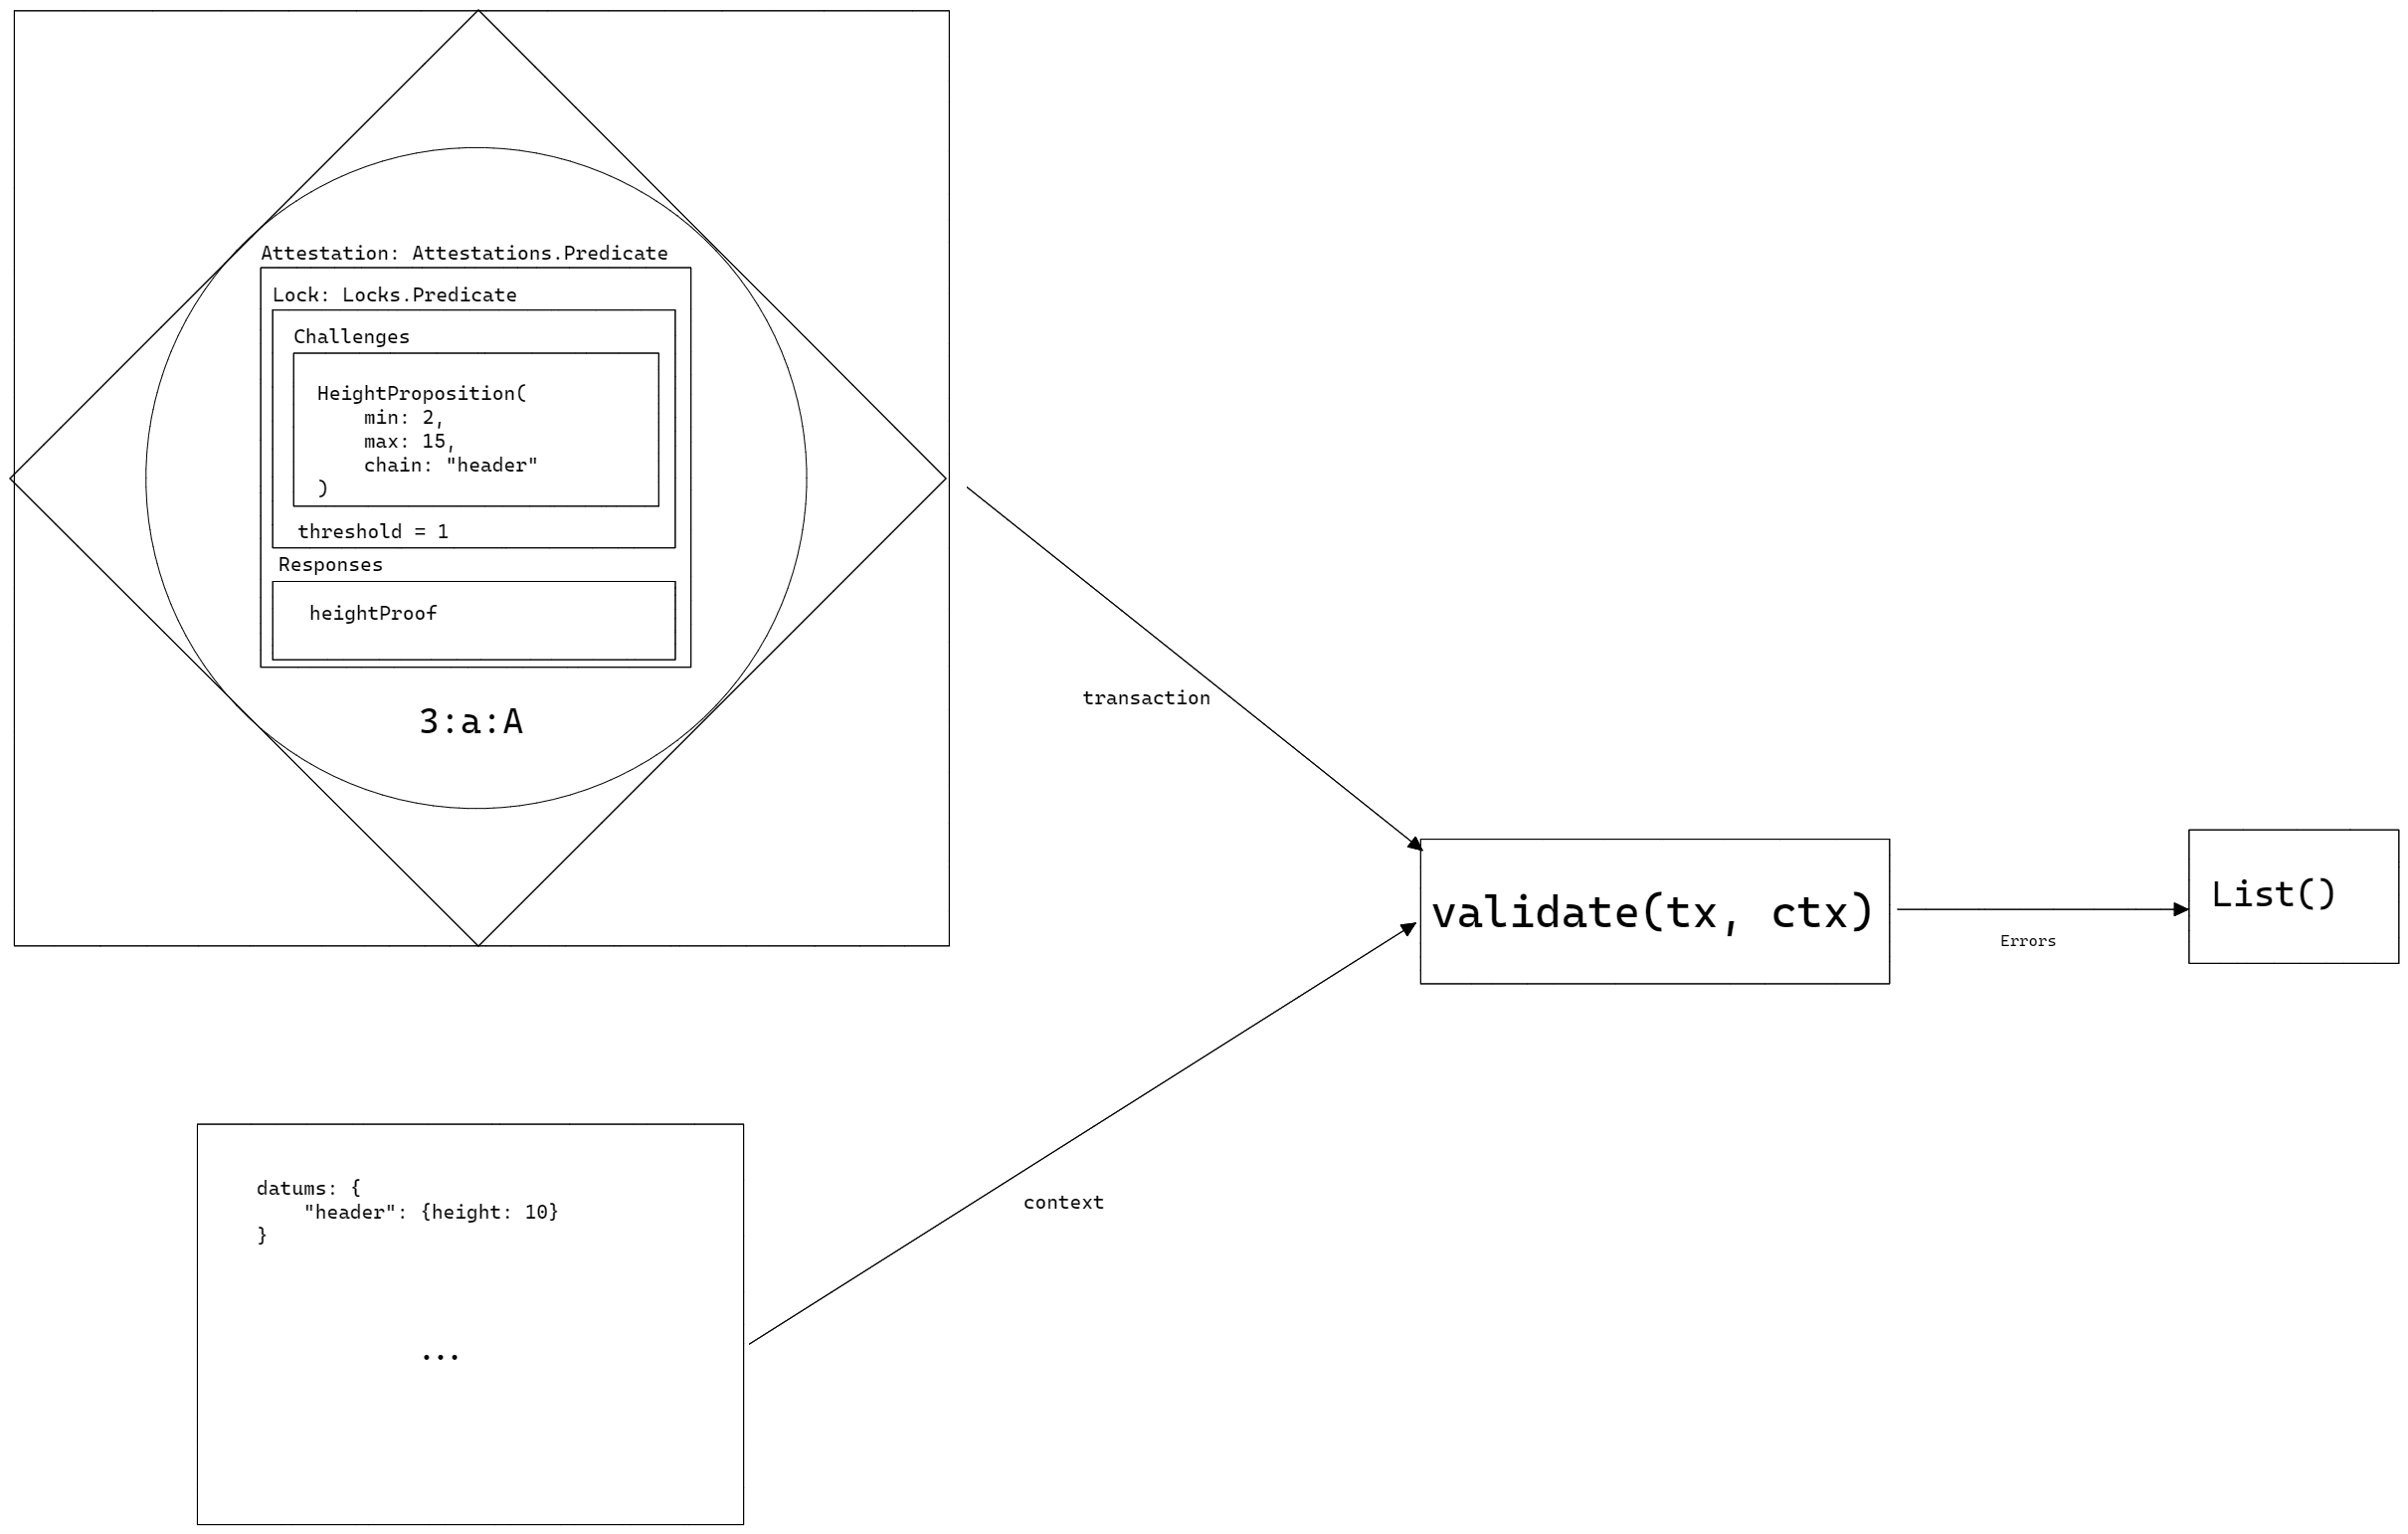 Attestation: Attestations.Predicate
Lock: Locks.Predicate
Challenges
HeightProposition(
    min: 2,
    max: 15,
    chain: "header"
)
threshold = 1
Responses
heightProof
3:a:A
transaction
validate(tx, ctx)
Errors
List()
datums: {
    "header": {height: 10}
}
...
context